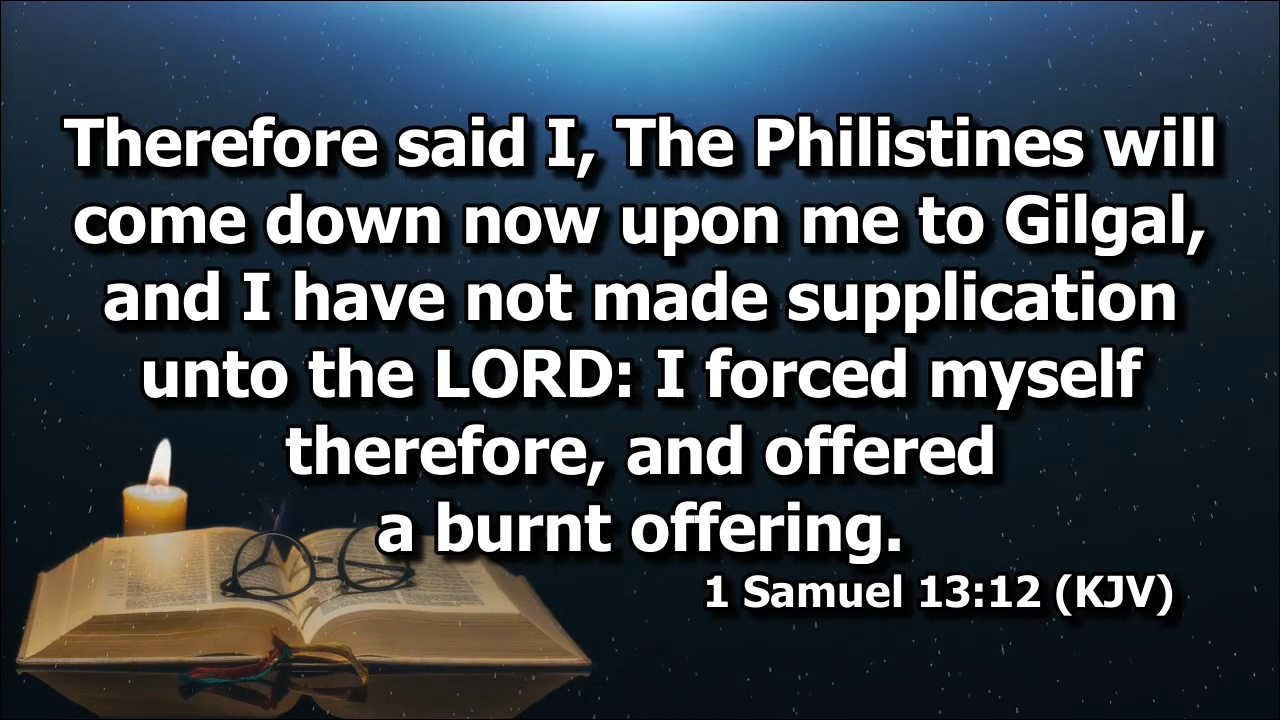 Therefore said I, The Philistines will
come down now upon me to Gilgal,
and I have not made supplication
unto the LORD: I forced myself
therefore, and offered
a burnt offering.
1 Samuel 13:12 (KJV)